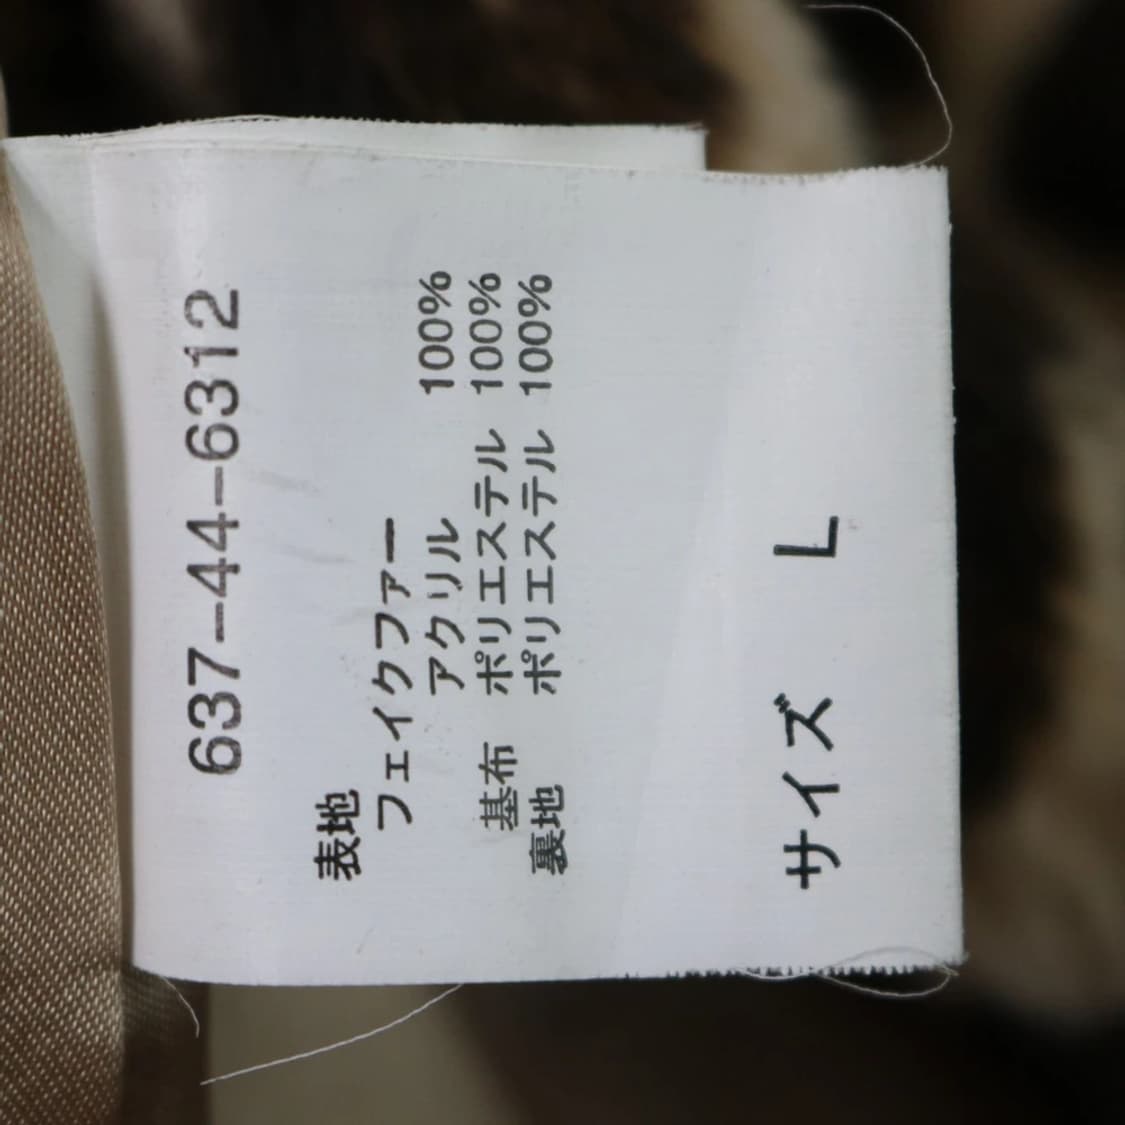 637-44-6312
表地
フェイクファー
アクリル 100%
基布 ポリエステル 100%
裏地 ポリエステル 100%
サイズ L